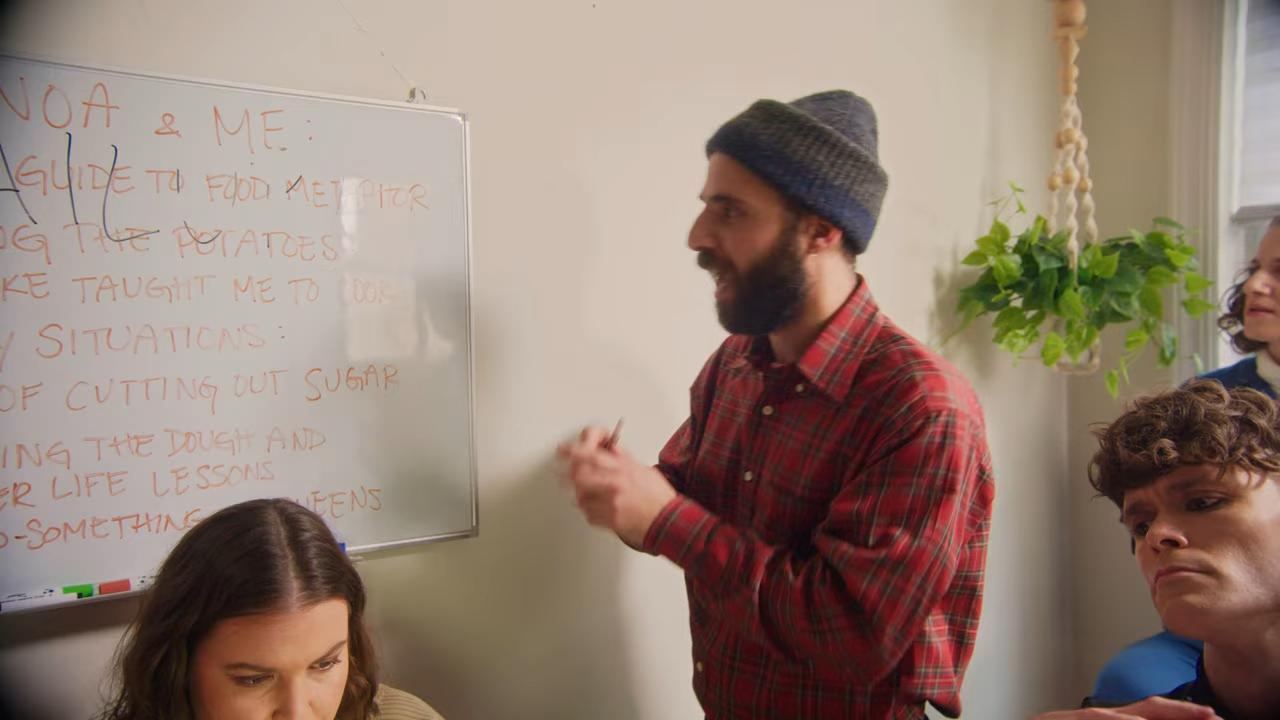 NOA & ME:
GUIDE TO FOOD
OG THE POTATOES
KE TAUGHT ME TO
Y SITUATIONS:
OF CUTTING OUT SUGAR
ING THE DOUGH AND
ER LIFE LESSONS
O-SOMETHING